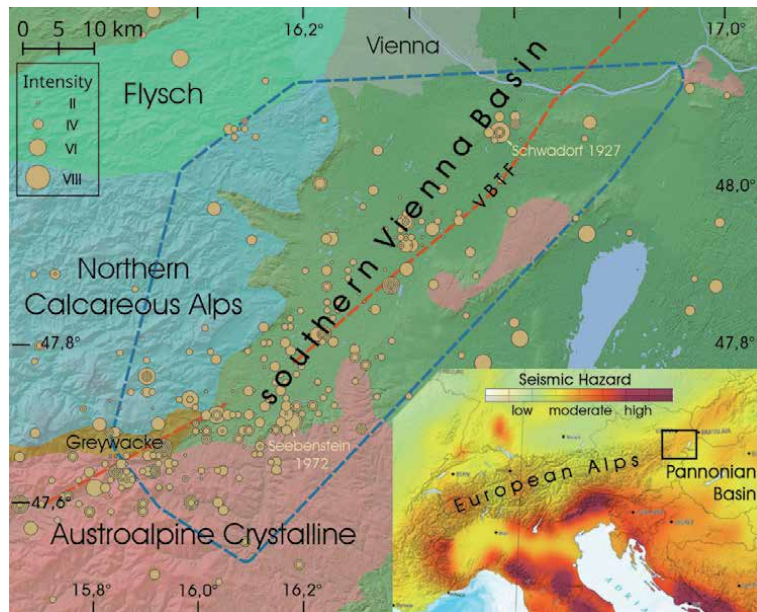 16,2°
17,0°
0 5 10 km
Vienna
Intensity
II
IV
VI
VIII
Flysch
southern Vienna Basin
Schwadorf 1927
VBTF
48,0°
Northern
Calcareous Alps
47,8°
47,8°
Greywacke
Seebenstein
1972
47,6°
Austroalpine Crystalline
15,8°
16,0°
16,2°
Seismic Hazard
low moderate high
European Alps
Pannonian
Basin